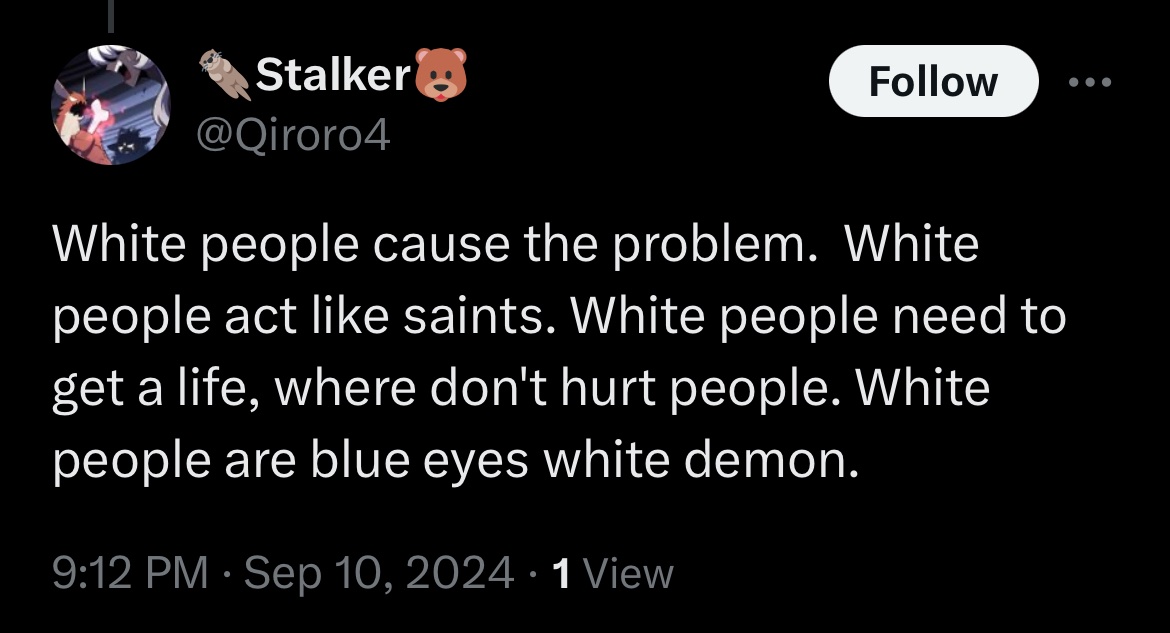 🦦Stalker🐻
@Qiroro4
Follow
White people cause the problem.  White
people act like saints. White people need to
get a life, where don't hurt people. White
people are blue eyes white demon.
9:12 PM · Sep 10, 2024 · 1 View